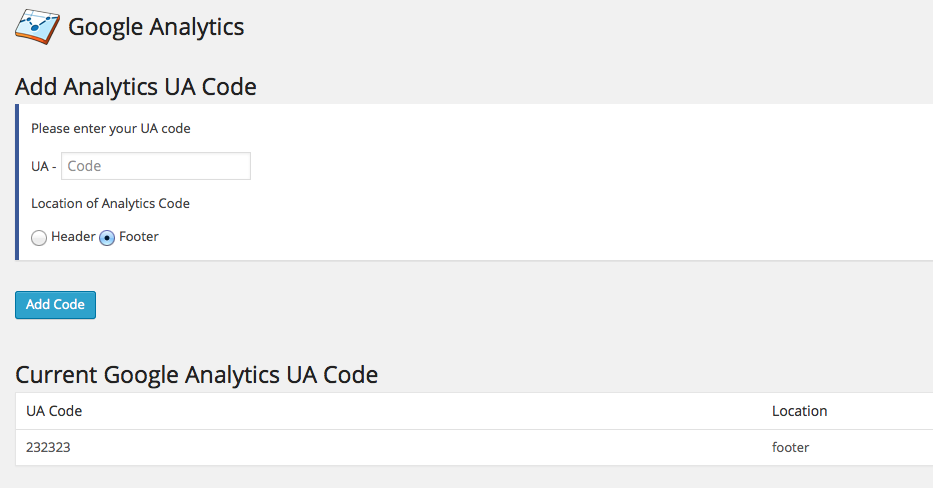 Google Analytics
Add Analytics UA Code
Please enter your UA code
UA - Code
Location of Analytics Code
Header Footer
Add Code
Current Google Analytics UA Code
UA Code Location
232323 footer